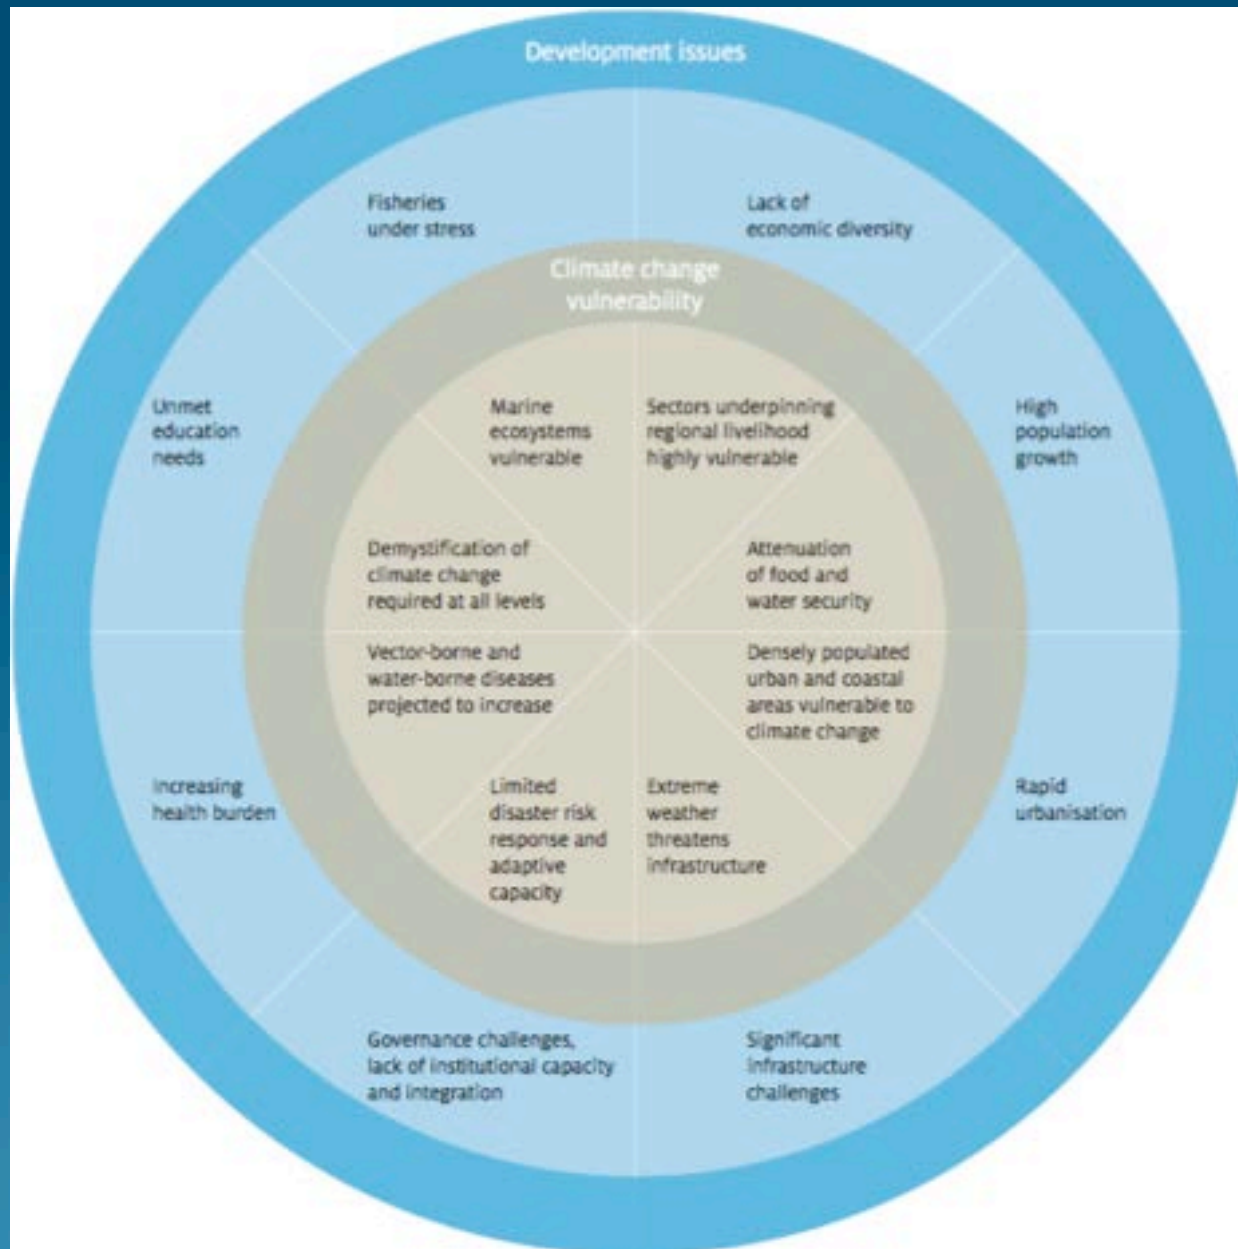 Development issues
Fisheries
under stress
Lack of
economic diversity
Climate change
vulnerability
Unmet
education
needs
Marine
ecosystems
vulnerable
Sectors underpinning
regional livelihood
highly vulnerable
High
population
growth
Demystification of
climate change
required at all levels
Attenuation
of food and
water security
Vector-borne and
water-borne diseases
projected to increase
Densely populated
urban and coastal
areas vulnerable to
climate change
Increasing
health burden
Limited
disaster risk
response and
adaptive
capacity
Extreme
weather
threatens
infrastructure
Rapid
urbanisation
Governance challenges,
lack of institutional capacity
and integration
Significant
infrastructure
challenges